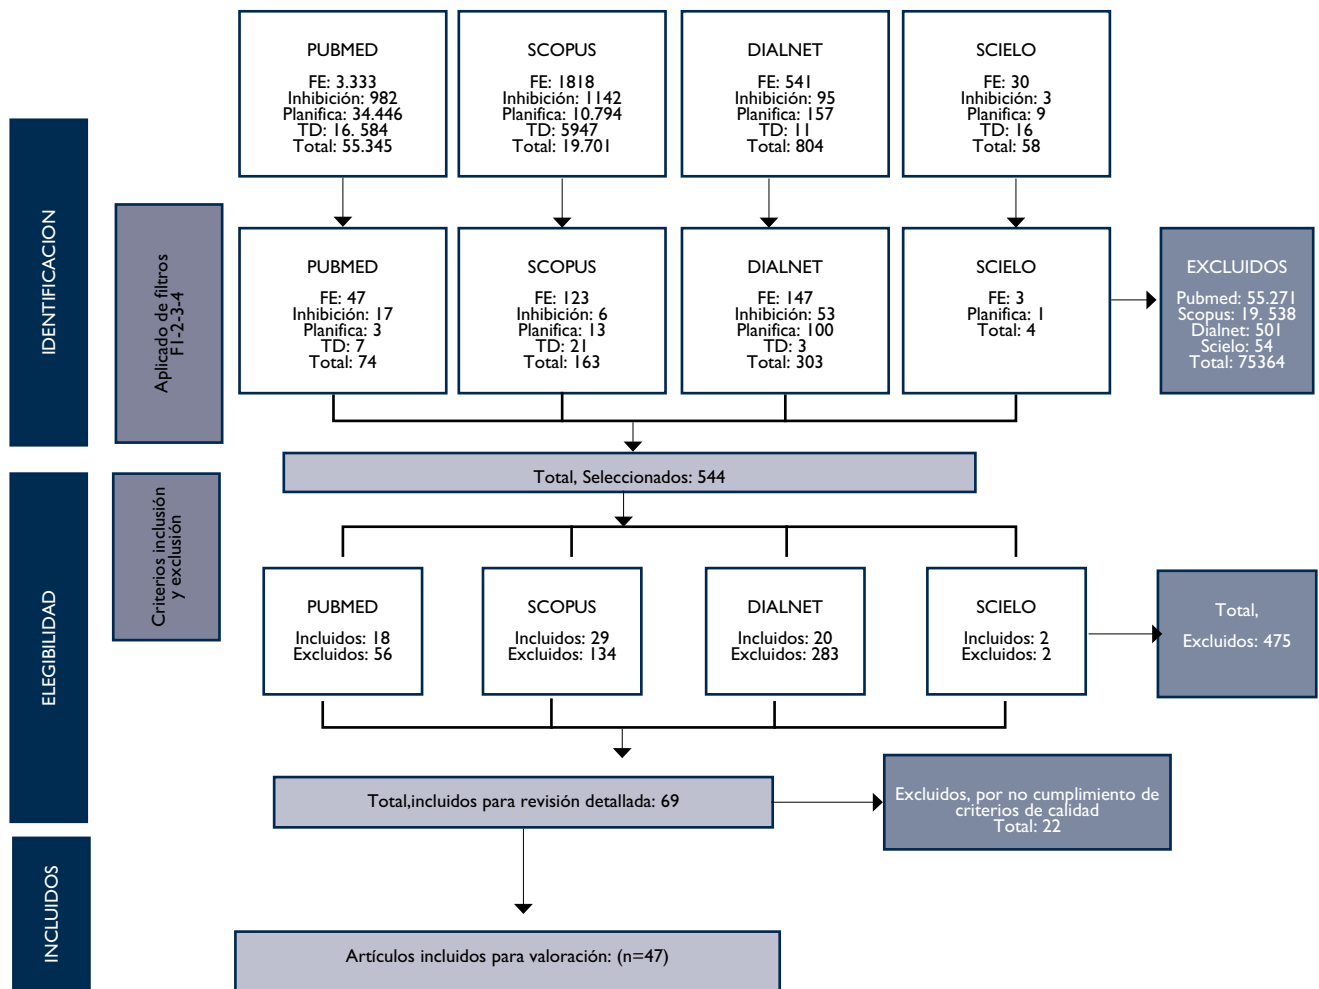 PUBMED
FE: 3.333
Inhibición: 982
Planifica: 34.446
TD: 16. 584
Total: 55.345
SCOPUS
FE: 1818
Inhibición: 1142
Planifica: 10.794
TD: 5947
Total: 19.701
DIALNET
FE: 541
Inhibición: 95
Planifica: 157
TD: 11
Total: 804
SCIELO
FE: 30
Inhibición: 3
Planifica: 9
TD: 16
Total: 58
IDENTIFICACION
Aplicado de filtros
F1-2-3-4
PUBMED
FE: 47
Inhibición: 17
Planifica: 3
TD: 7
Total: 74
SCOPUS
FE: 123
Inhibición: 6
Planifica: 13
TD: 21
Total: 163
DIALNET
FE: 147
Inhibición: 53
Planifica: 100
TD: 3
Total: 303
SCIELO
FE: 3
Planifica: 1
Total: 4
EXCLUIDOS
Pubmed: 55.271
Scopus: 19. 538
Dialnet: 501
Scielo: 54
Total: 75364
Total, Seleccionados: 544
ELEGIBILIDAD
Criterios inclusión
y exclusión
PUBMED
Incluidos: 18
Excluidos: 56
SCOPUS
Incluidos: 29
Excluidos: 134
DIALNET
Incluidos: 20
Excluidos: 283
SCIELO
Incluidos: 2
Excluidos: 2
Total,
Excluidos: 475
Total,incluidos para revisión detallada: 69
Excluidos, por no cumplimiento de
criterios de calidad
Total: 22
INCLUIDOS
Artículos incluidos para valoración: (n=47)